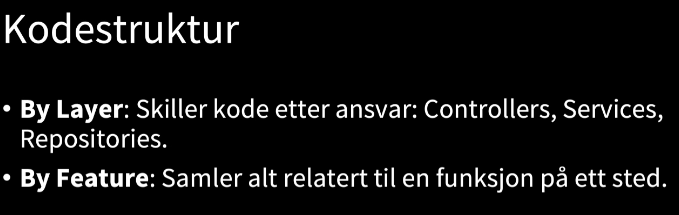 Kodestruktur
• By Layer: Skiller kode etter ansvar: Controllers, Services,
Repositories.
• By Feature: Samler alt relatert til en funksjon på ett sted.